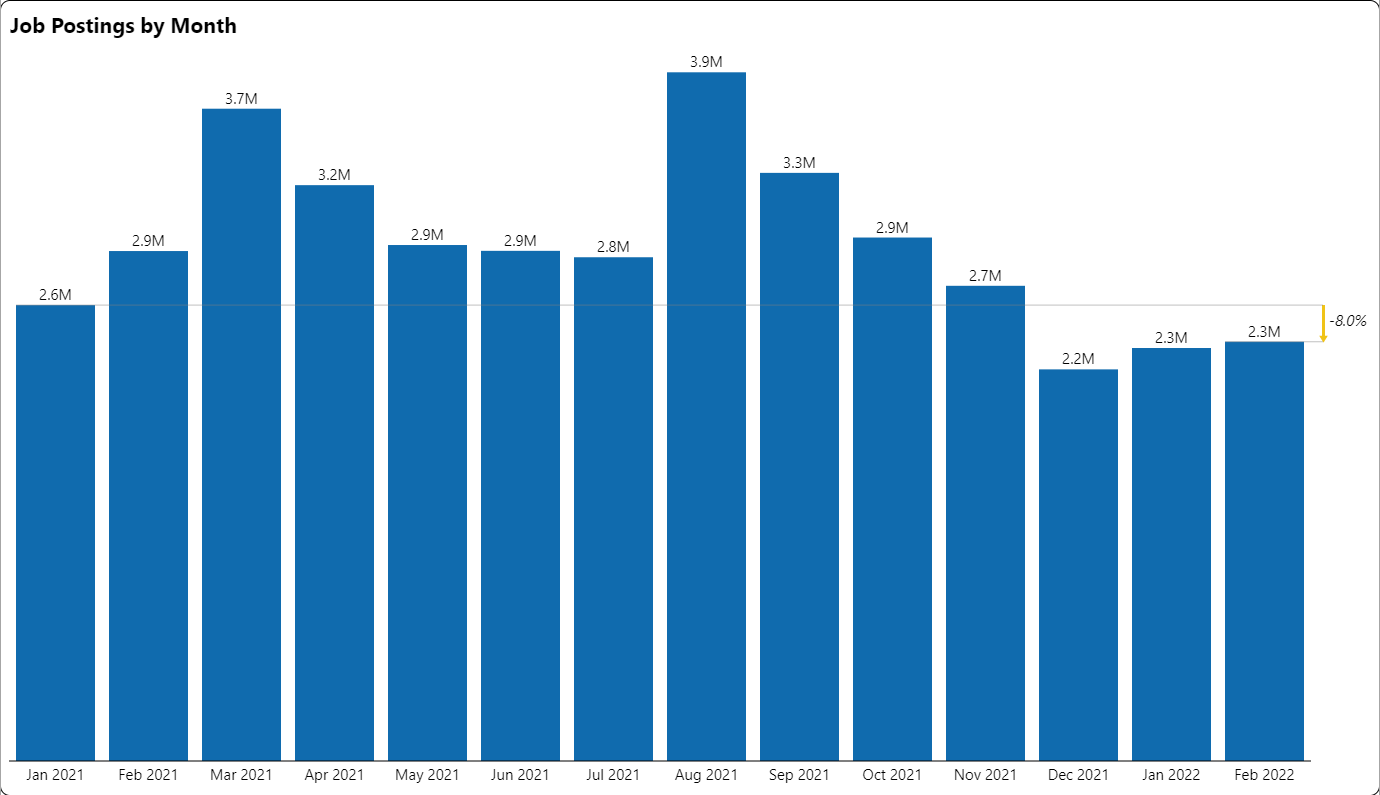 Job Postings by Month
3.9M
3.7M
3.3M
3.2M
2.9M
2.9M
2.9M
2.9M
2.8M
2.7M
2.6M
-8.0%
2.3M
2.3M
2.2M
Jan 2021 Feb 2021 Mar 2021 Apr 2021 May 2021 Jun 2021 Jul 2021 Aug 2021 Sep 2021 Oct 2021 Nov 2021 Dec 2021 Jan 2022 Feb 2022